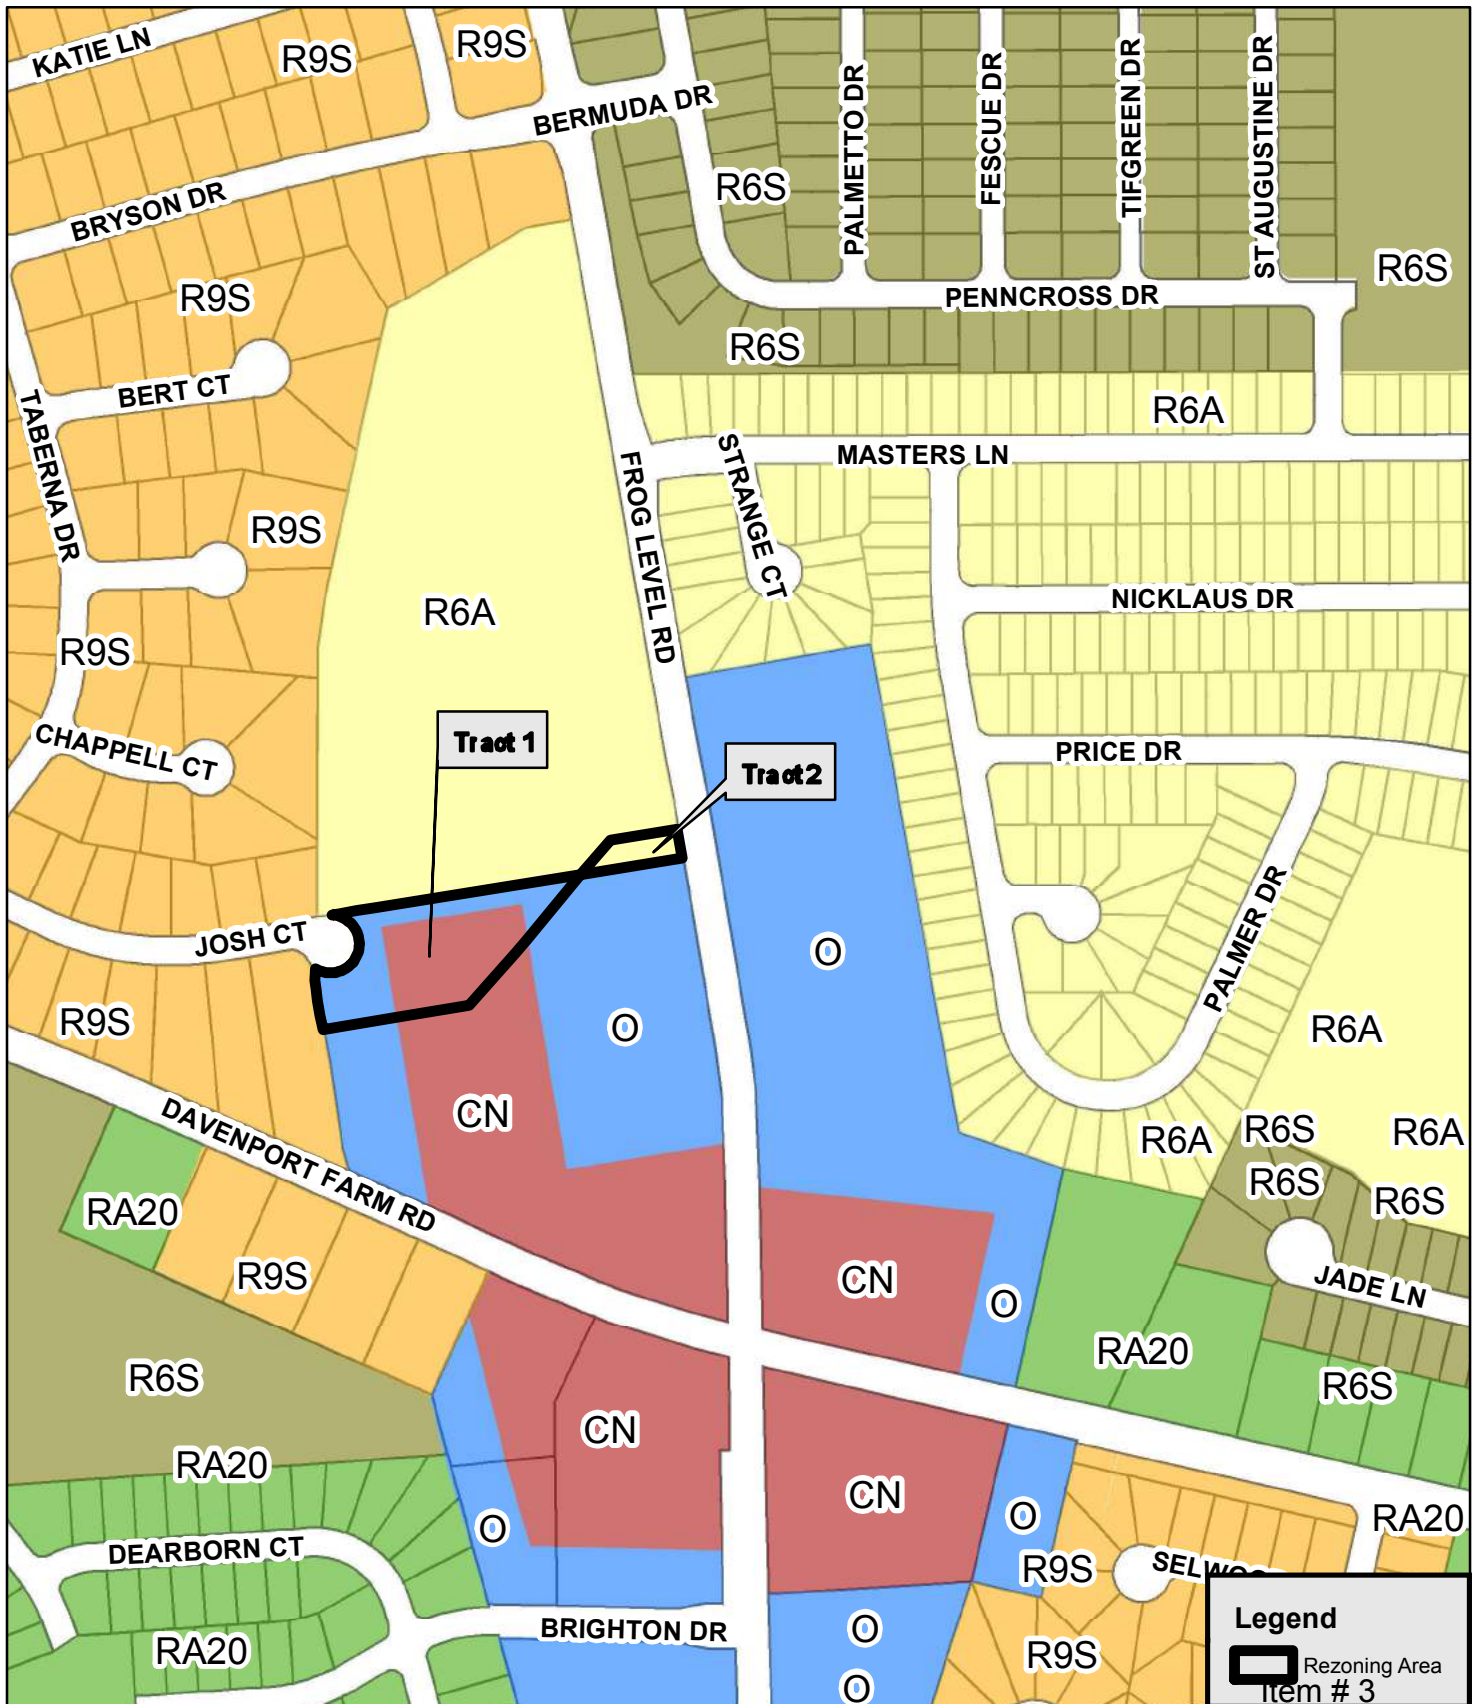 KATIE LN
R9S
R9S
BERMUDA DR
PALMETTO DR
FESCUE DR
TIFGREEN DR
ST AUGUSTINE DR
BRYSON DR
R6S
R9S
PENNCROSS DR
R6S
R6S
BERT CT
R6A
TABERNA DR
STRANGE CT
MASTERS LN
FROG LEVEL RD
R9S
R6A
NICKLAUS DR
R9S
CHAPPELL CT
Tract 1
Tract 2
PRICE DR
JOSH CT
PALMER DR
O
R9S
O
R6A
DAVENPORT FARM RD
CN
R6A
R6S
R6A
R6S
R6S
RA20
R9S
CN
O
JADE LN
RA20
R6S
R6S
CN
RA20
CN
O
O
RA20
DEARBORN CT
R9S
BRIGHTON DR
O
RA20
R9S
O
Legend
Rezoning Area
Item # 3